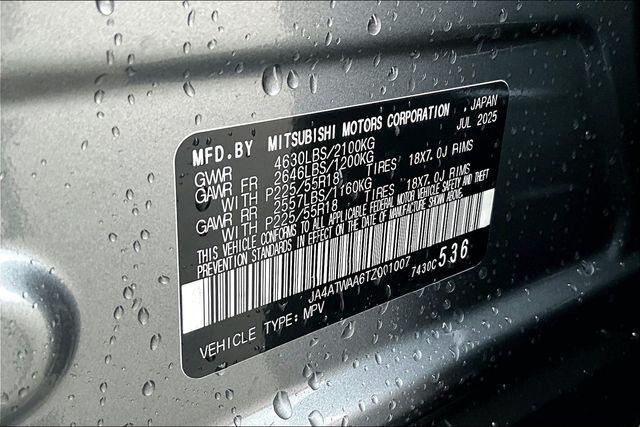 MFD. BY MITSUBISHI MOTORS CORPORATION, JAPAN
JUL 2025
GVWR 4630LBS/2100KG
GAWR FR 2646LBS/1200KG
WITH P225/55R18 TIRES 18X7.0J RIMS
GAWR RR 2557LBS/1160KG
WITH P225/55R18 TIRES 18X7.0J RIMS
THIS VEHICLE CONFORMS TO ALL APPLICABLE FEDERAL MOTOR VEHICLE SAFETY AND THEFT
PREVENTION STANDARDS IN EFFECT ON THE DATE OF MANUFACTURE SHOWN ABOVE.
JA4ATWAA6TZ001007
7430C 536
VEHICLE TYPE: MPV